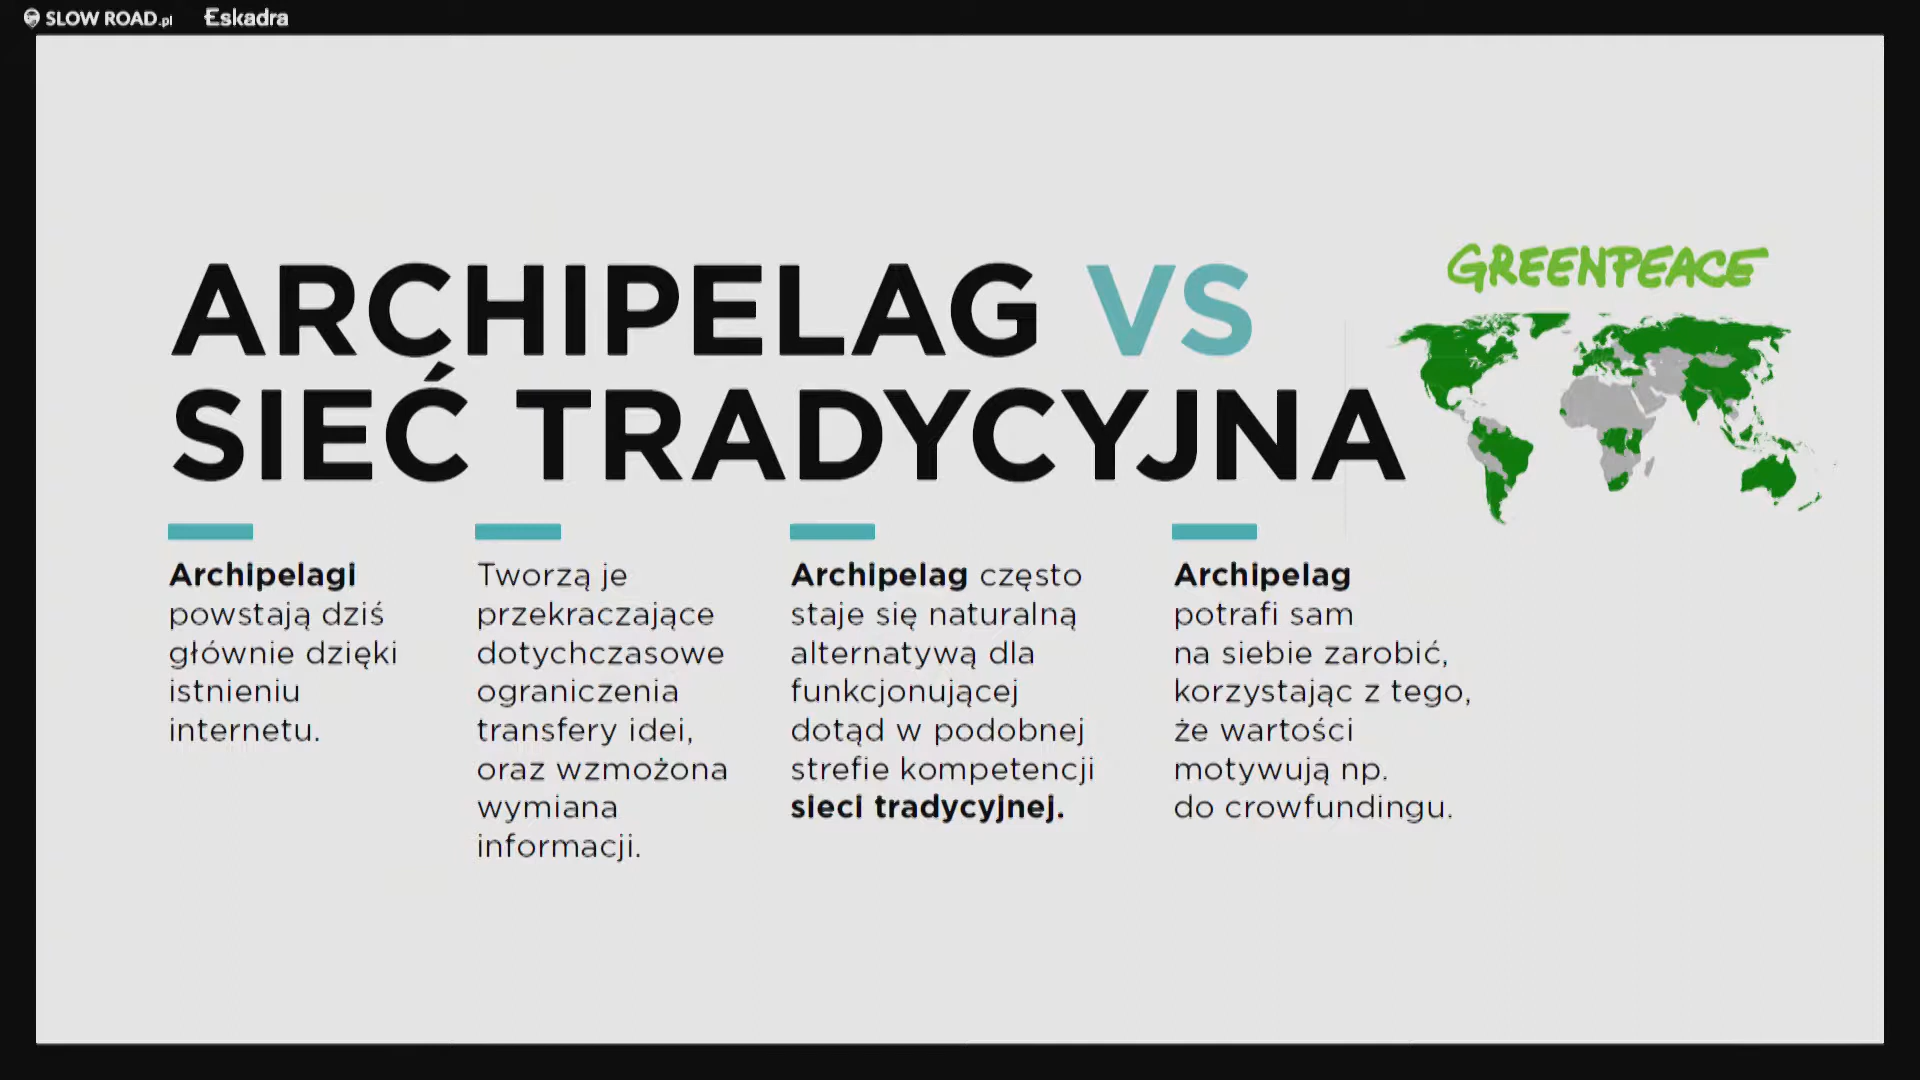 SLOW ROAD.pl Eskadra
ARCHIPELAG VS
SIEĆ TRADYCYJNA
GREENPEACE
Archipelagi
powstają dziś
głównie dzięki
istnieniu
internetu.
Tworzą je
przekraczające
dotychczasowe
ograniczenia
transfery idei,
oraz wzmożona
wymiana
informacji.
Archipelag często
staje się naturalną
alternatywą dla
funkcjonującej
dotąd w podobnej
strefie kompetencji
sieci tradycyjnej.
Archipelag
potrafi sam
na siebie zarobić,
korzystając z tego,
że wartości
motywują np.
do crowfundingu.